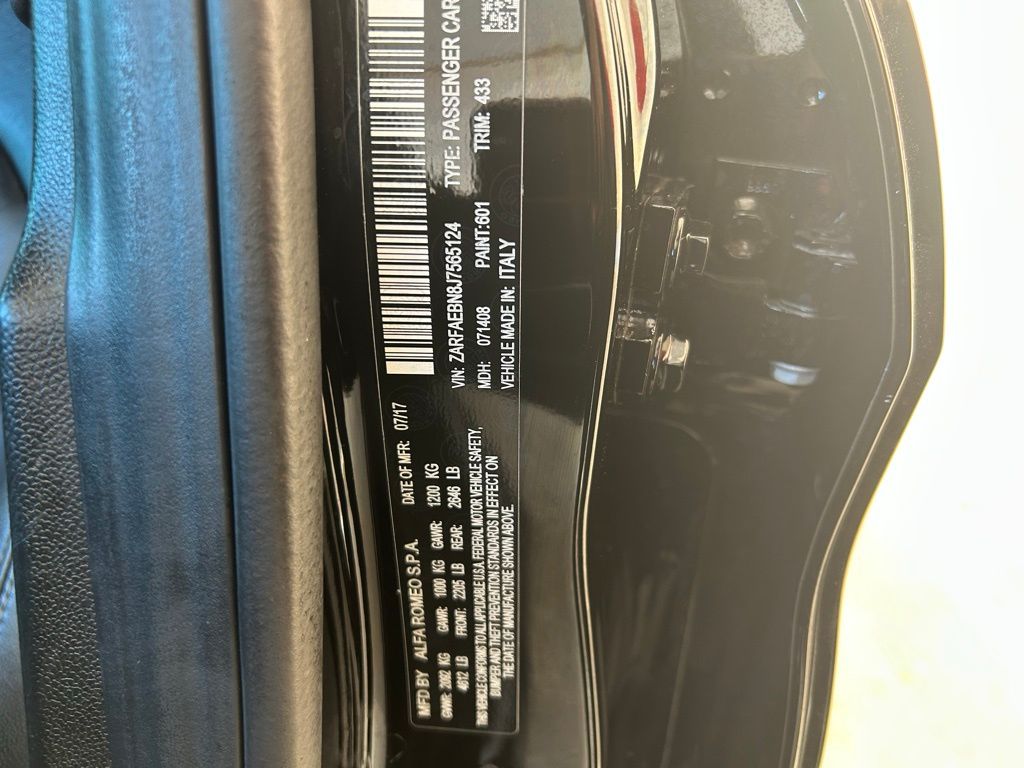 MFD BY ALFA ROMEO S.P.A. DATE OF MFR: 07/17
GVWR: 2092 KG GAWR: 1000 KG GAWR: 1200 KG
4612 LB FRONT: 2205 LB REAR: 2646 LB
THIS VEHICLE CONFORMS TO ALL APPLICABLE U.S.A. FEDERAL MOTOR VEHICLE SAFETY,
BUMPER AND THEFT PREVENTION STANDARDS IN EFFECT ON
THE DATE OF MANUFACTURE SHOWN ABOVE.
VIN: ZARFAEBN8J7565124 TYPE: PASSENGER CAR
MDH: 071408 PAINT:601 TRIM: 433
VEHICLE MADE IN: ITALY